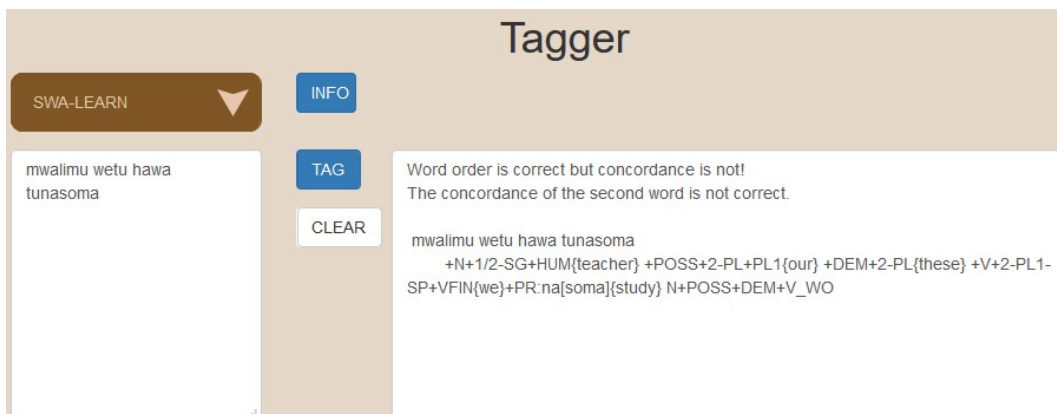 Tagger
SWA-LEARN
INFO
mwalimu wetu hawa
tunasoma
TAG
CLEAR
Word order is correct but concordance is not!
The concordance of the second word is not correct.
mwalimu wetu hawa tunasoma
+N+1/2-SG+HUM{teacher} +POSS+2-PL+PL1{our} +DEM+2-PL{these} +V+2-PL1-
SP+VFIN{we}+PR:na[soma]{study} N+POSS+DEM+V_WO